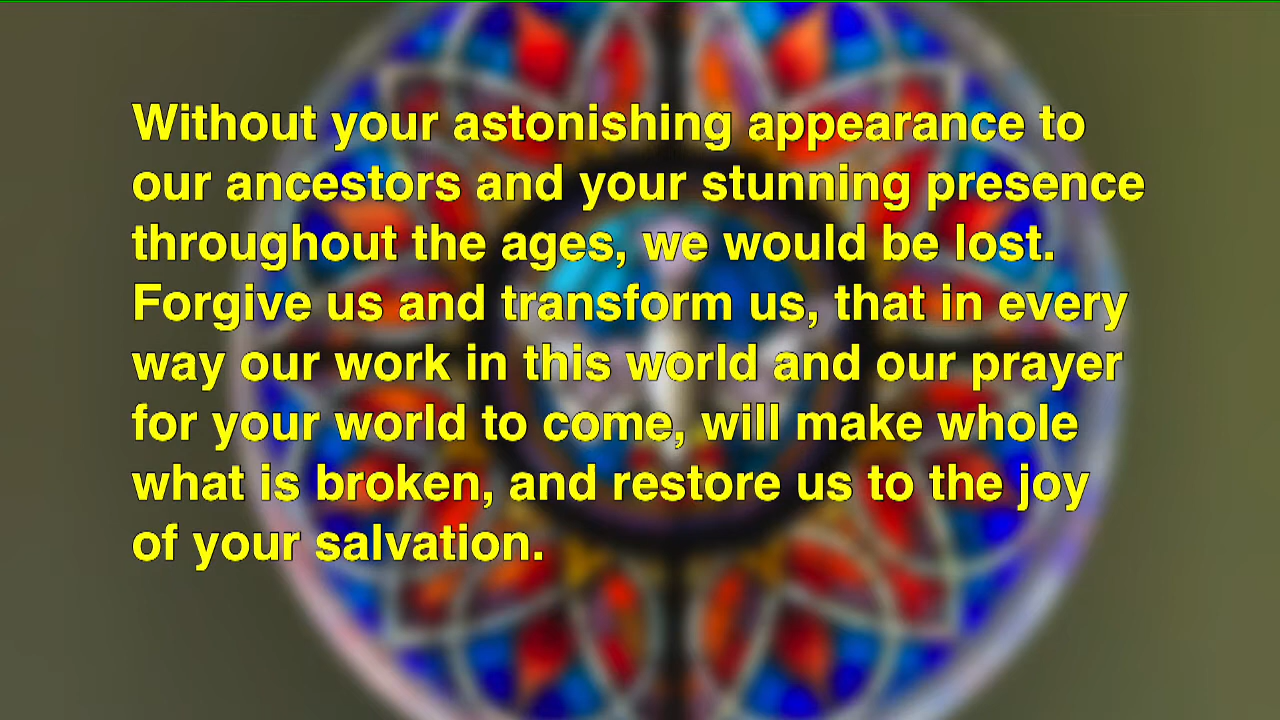 Without your astonishing appearance to
our ancestors and your stunning presence
throughout the ages, we would be lost.
Forgive us and transform us, that in every
way our work in this world and our prayer
for your world to come, will make whole
what is broken, and restore us to the joy
of your salvation.